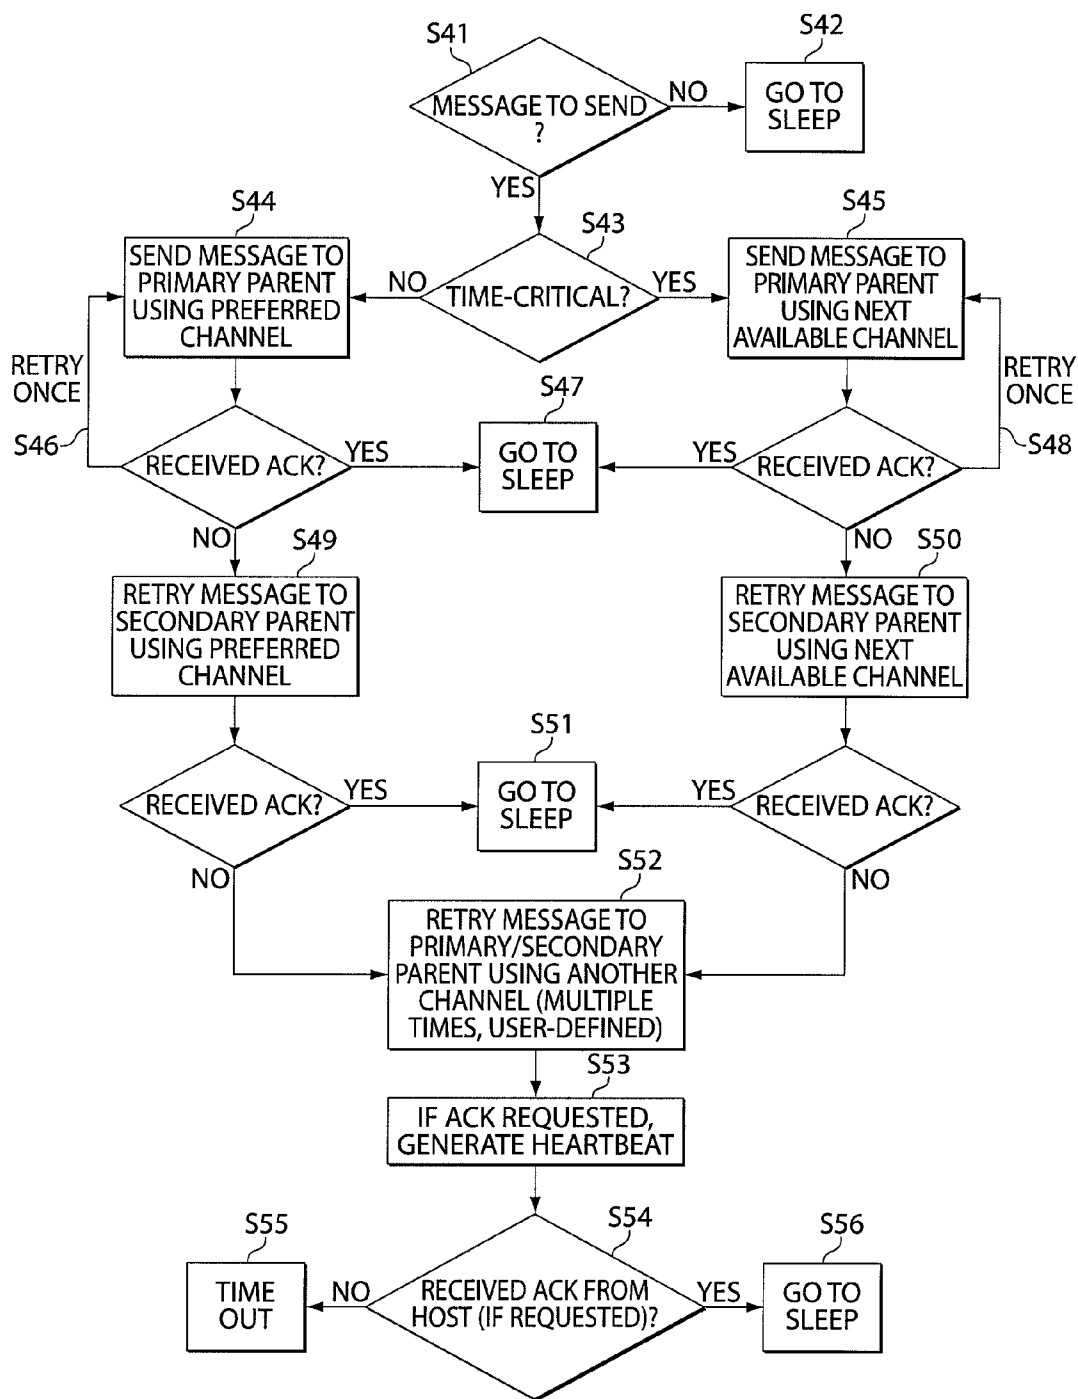 S41
MESSAGE TO SEND
?
NO
S42
GO TO
SLEEP
YES
S43
TIME-CRITICAL?
NO
YES
S44
SEND MESSAGE TO
PRIMARY PARENT
USING PREFERRED
CHANNEL
S45
SEND MESSAGE TO
PRIMARY PARENT
USING NEXT
AVAILABLE CHANNEL
RETRY
ONCE
S46
RECEIVED ACK?
YES
NO
S47
GO TO
SLEEP
RETRY
ONCE
S48
YES
RECEIVED ACK?
NO
S49
RETRY MESSAGE TO
SECONDARY PARENT
USING PREFERRED
CHANNEL
S50
RETRY MESSAGE TO
SECONDARY PARENT
USING NEXT
AVAILABLE CHANNEL
RECEIVED ACK?
YES
NO
S51
GO TO
SLEEP
YES
RECEIVED ACK?
NO
S52
RETRY MESSAGE TO
PRIMARY/SECONDARY
PARENT USING ANOTHER
CHANNEL (MULTIPLE
TIMES, USER-DEFINED)
S53
IF ACK REQUESTED,
GENERATE HEARTBEAT
S54
RECEIVED ACK FROM
HOST (IF REQUESTED)?
NO
S55
TIME
OUT
YES
S56
GO TO
SLEEP